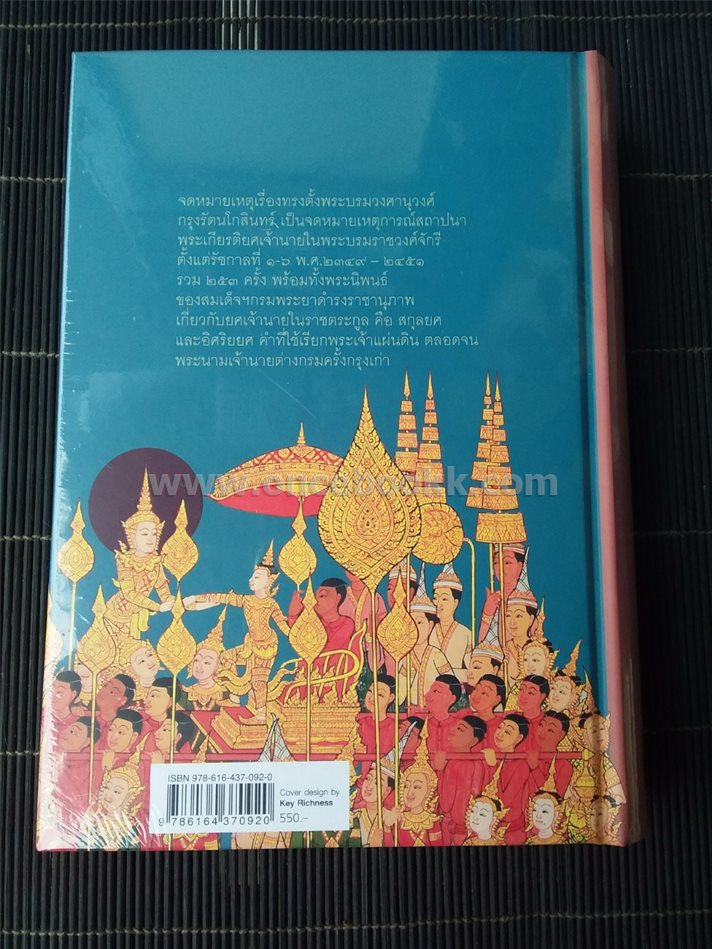 จดหมายเหตุเรื่องทรงตั้งพระบรมวงศานุวงศ์
กรุงรัตนโกสินทร์ เป็นจดหมายเหตุการณ์สถาปนา
พระเกียรติยศเจ้านายในพระบรมราชวงศ์จักรี
ตั้งแต่รัชกาลที่ ๑-๖ พ.ศ.๒๓๔๙ - ๒๔๕๑
รวม ๒๕๓ ครั้ง พร้อมทั้งพระนิพนธ์
ของสมเด็จฯกรมพระยาดำรงราชานุภาพ
เกี่ยวกับยศเจ้านายในราชตระกูล คือ สกุลยศ
และอิศริยยศ คำที่ใช้เรียกพระเจ้าแผ่นดิน ตลอดจน
พระนามเจ้านายต่างกรมครั้งกรุงเก่า
www.oncebookk.com
ISBN 978-616-437-092-0
9 786164 370920
Cover design by
Key Richness
550.-